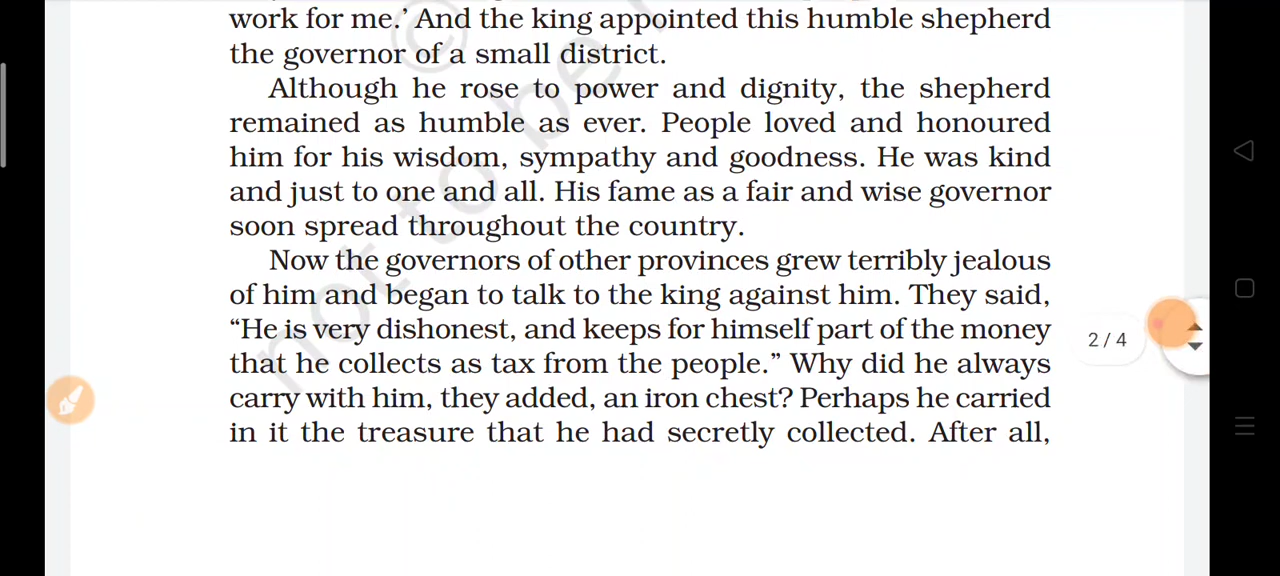 work for me.' And the king appointed this humble shepherd
the governor of a small district.
Although he rose to power and dignity, the shepherd
remained as humble as ever. People loved and honoured
him for his wisdom, sympathy and goodness. He was kind
and just to one and all. His fame as a fair and wise governor
soon spread throughout the country.
Now the governors of other provinces grew terribly jealous
of him and began to talk to the king against him. They said,
“He is very dishonest, and keeps for himself part of the money
that he collects as tax from the people.” Why did he always
carry with him, they added, an iron chest? Perhaps he carried
in it the treasure that he had secretly collected. After all,
2 / 4
©
not to be